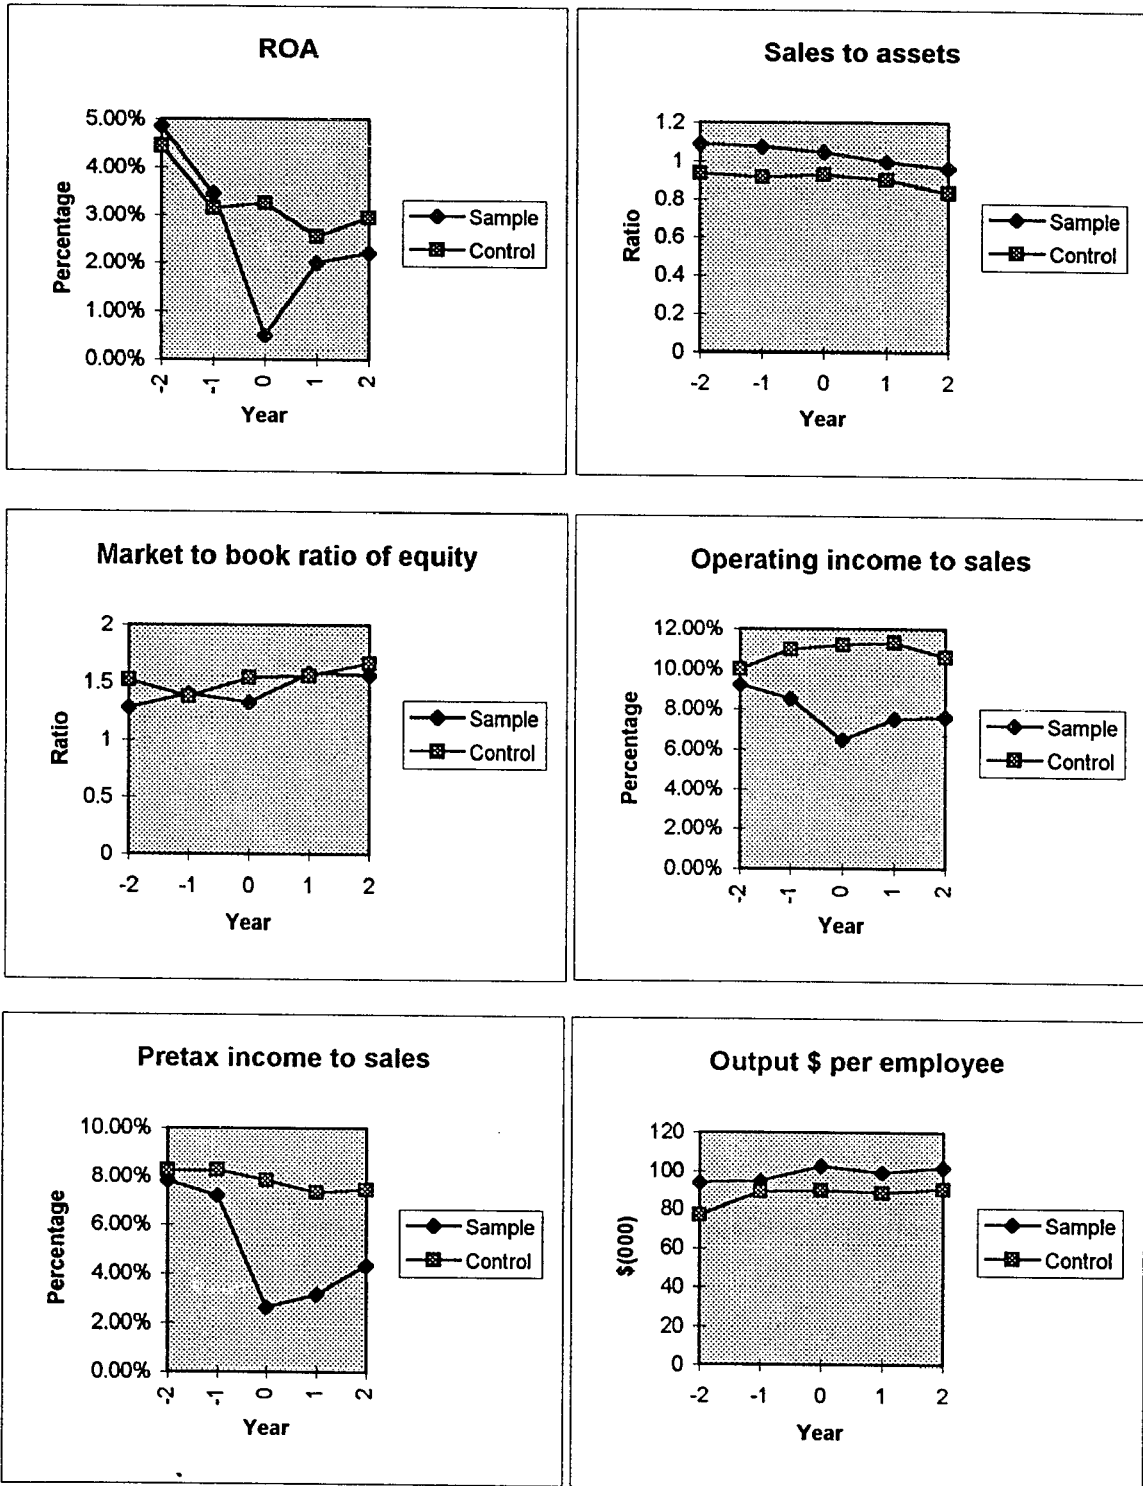 ROA
Percentage
5.00%
4.00%
3.00%
2.00%
1.00%
0.00%
-2
-1
0
1
2
Year
Sample
Control
Sales to assets
Ratio
1.2
1
0.8
0.6
0.4
0.2
0
-2
-1
0
1
2
Year
Sample
Control
Market to book ratio of equity
Ratio
2
1.5
1
0.5
0
-2
-1
0
1
2
Year
Sample
Control
Operating income to sales
Percentage
12.00%
10.00%
8.00%
6.00%
4.00%
2.00%
0.00%
-2
-1
0
1
2
Year
Sample
Control
Pretax income to sales
Percentage
10.00%
8.00%
6.00%
4.00%
2.00%
0.00%
-2
-1
0
1
2
Year
Sample
Control
Output $ per employee
$(000)
120
100
80
60
40
20
0
-2
-1
0
1
2
Year
Sample
Control